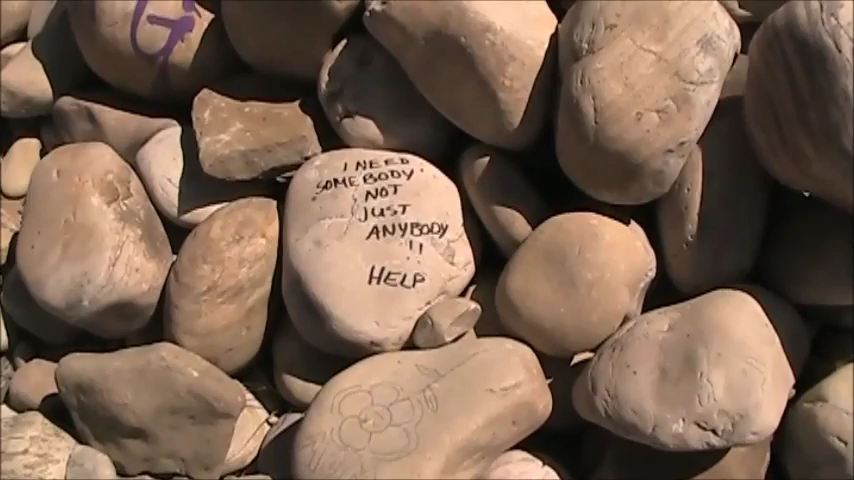 G
I NEED
SOMEBODY
NOT
JUST
ANYBODY
!!
HELP